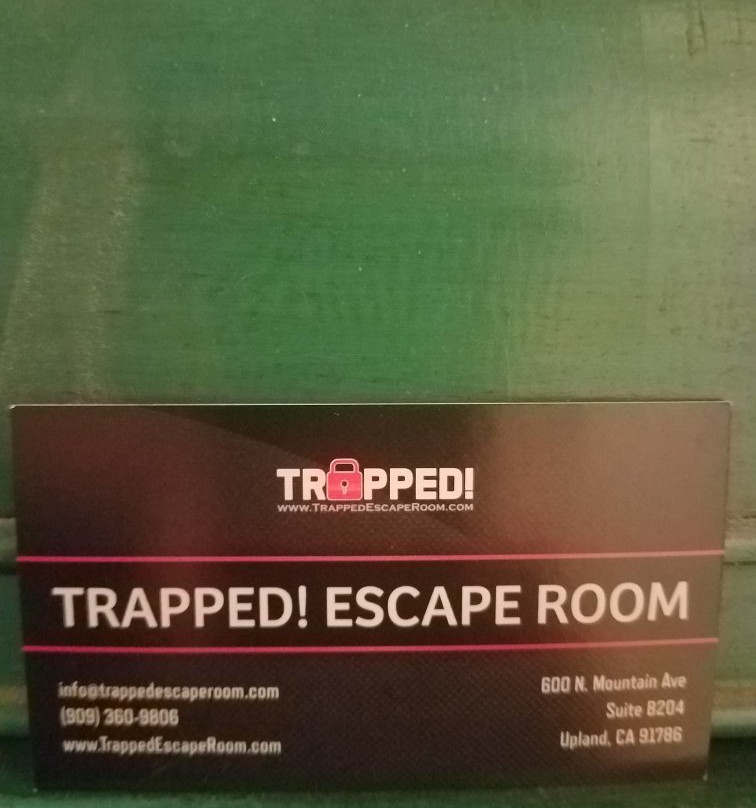 TRAPPED!
WWW.TRAPPEDESCAPEROOM.COM
TRAPPED! ESCAPE ROOM
info@trappedescaperoom.com
(909) 360-9806
www.TrappedEscapeRoom.com
600 N. Mountain Ave
Suite B204
Upland, CA 91786